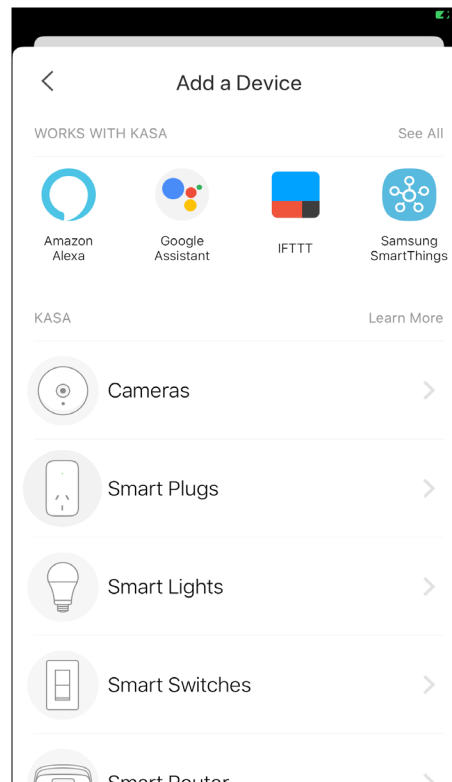 Add a Device
WORKS WITH KASA See All
Amazon
Alexa
Google
Assistant
IFTTT
Samsung
SmartThings
KASA Learn More
Cameras
Smart Plugs
Smart Lights
Smart Switches
Smart Router